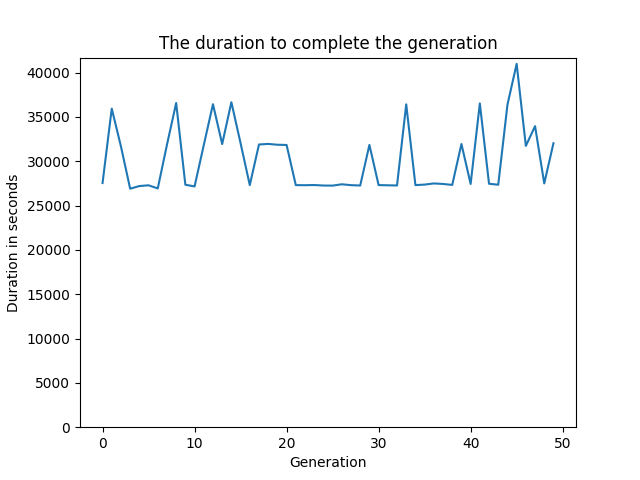 The duration to complete the generation
40000
35000
30000
25000
20000
15000
10000
5000
0
Duration in seconds
0 10 20 30 40 50
Generation